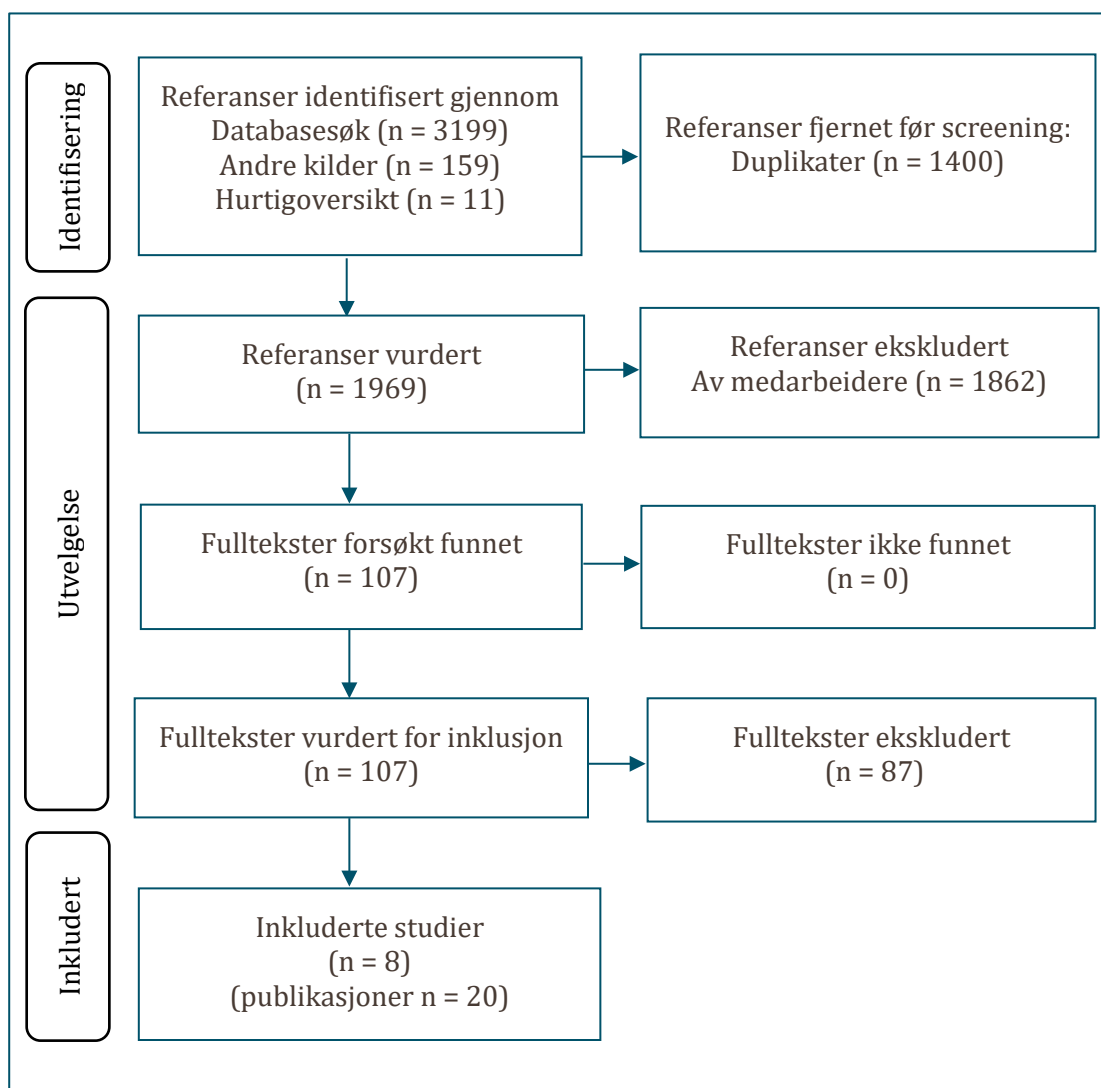 Identifisering
Referanser identifisert gjennom
Databasesøk (n = 3199)
Andre kilder (n = 159)
Hurtigoversikt (n = 11)
Referanser fjernet før screening:
Duplikater (n = 1400)
Utvelgelse
Referanser vurdert
(n = 1969)
Referanser ekskludert
Av medarbeidere (n = 1862)
Fulltekster forsøkt funnet
(n = 107)
Fulltekster ikke funnet
(n = 0)
Fulltekster vurdert for inklusjon
(n = 107)
Fulltekster ekskludert
(n = 87)
Inkludert
Inkluderte studier
(n = 8)
(publikasjoner n = 20)